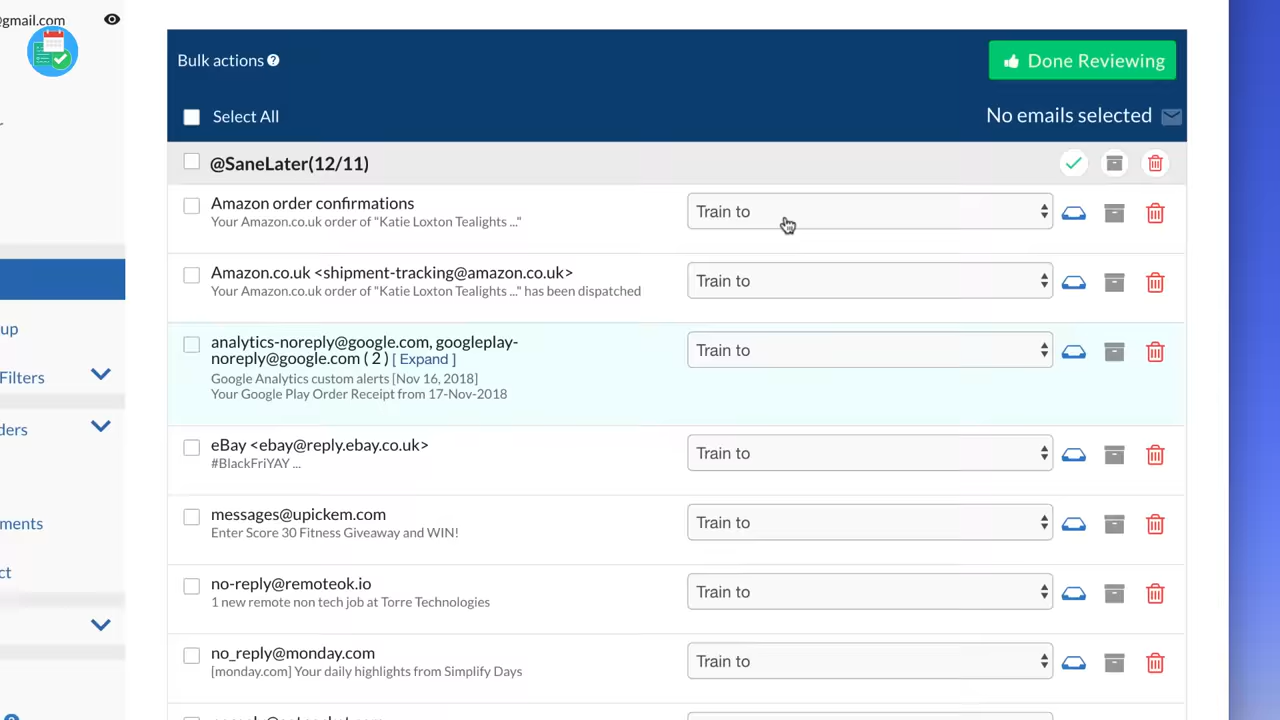 @gmail.com
Bulk actions
Done Reviewing
Select All
No emails selected
@SaneLater(12/11)
Amazon order confirmations
Your Amazon.co.uk order of "Katie Loxton Tealights ..."
Train to
Amazon.co.uk <shipment-tracking@amazon.co.uk>
Your Amazon.co.uk order of "Katie Loxton Tealights ..." has been dispatched
Train to
analytics-noreply@google.com, googleplay-
noreply@google.com ( 2 ) [ Expand ]
Google Analytics custom alerts [Nov 16, 2018]
Your Google Play Order Receipt from 17-Nov-2018
Train to
up
Filters
eBay <ebay@reply.ebay.co.uk>
#BlackFriYAY ...
Train to
ders
messages@upickem.com
Enter Score 30 Fitness Giveaway and WIN!
Train to
ments
no-reply@remoteok.io
1 new remote non tech job at Torre Technologies
Train to
ct
no_reply@monday.com
[monday.com] Your daily highlights from Simplify Days
Train to